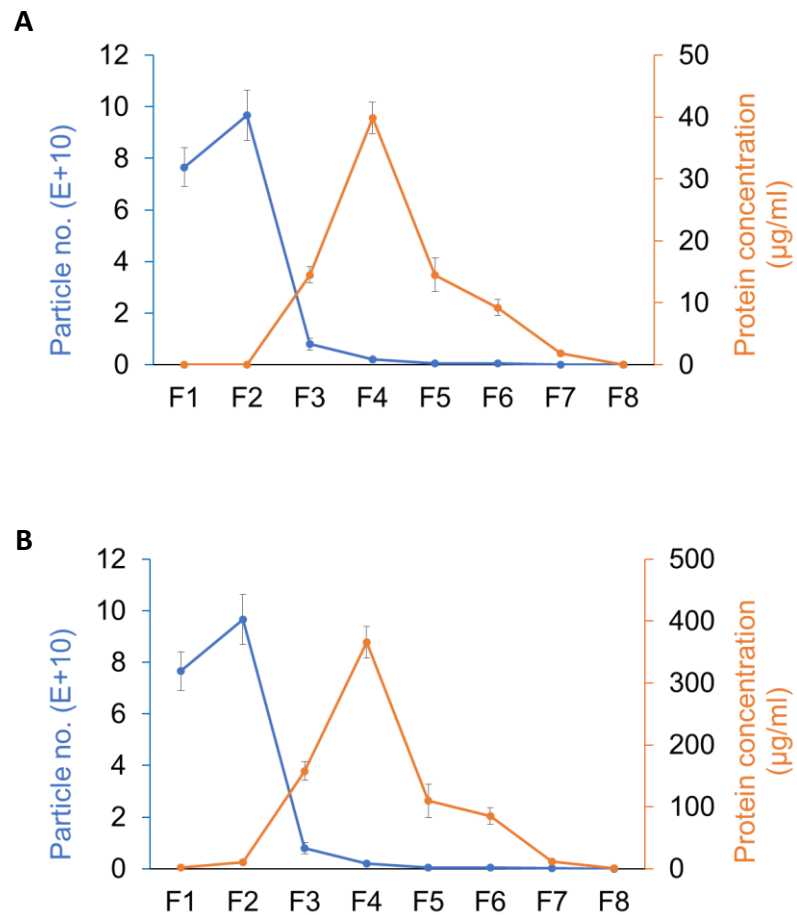 A
12
10
8
6
4
2
0
Particle no. (E+10)
50
40
30
20
10
0
Protein concentration
(µg/ml)
F1 F2 F3 F4 F5 F6 F7 F8
B
12
10
8
6
4
2
0
Particle no. (E+10)
500
400
300
200
100
0
Protein concentration
(µg/ml)
F1 F2 F3 F4 F5 F6 F7 F8